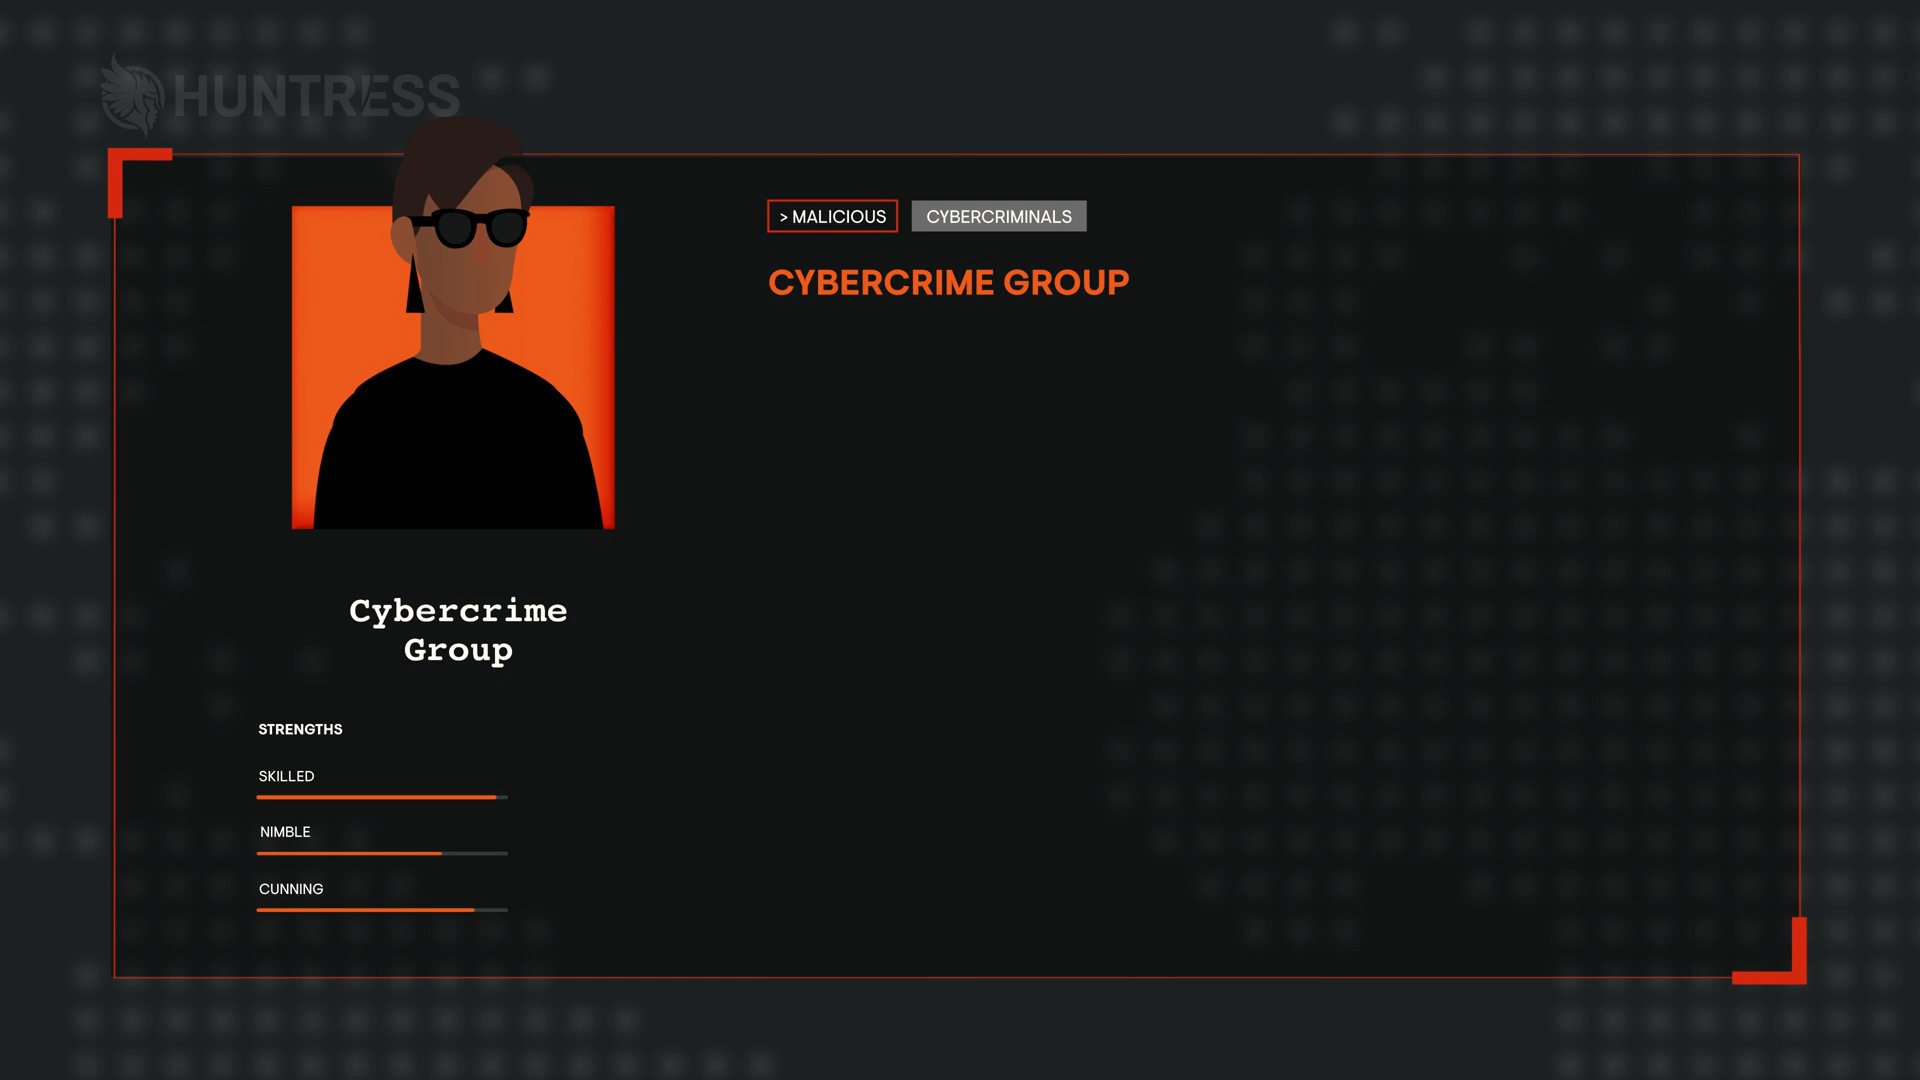 HUNTRESS
> MALICIOUS
CYBERCRIMINALS
CYBERCRIME GROUP
Cybercrime
Group
STRENGTHS
SKILLED
NIMBLE
CUNNING